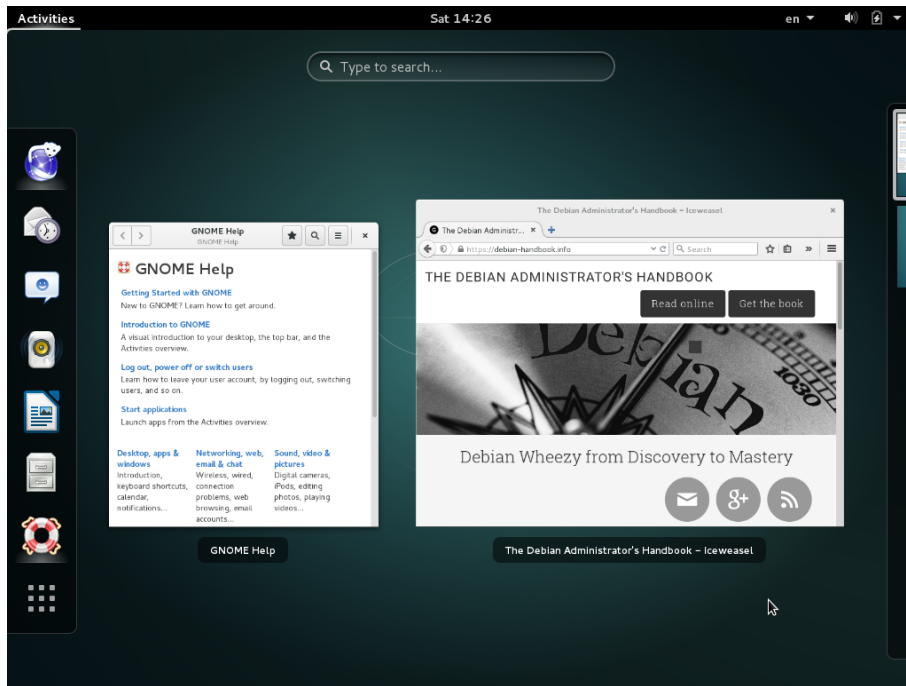 Activities
Sat 14:26
en
Type to search...
GNOME Help
GNOME Help
GNOME Help
Getting Started with GNOME
New to GNOME? Learn how to get around.
Introduction to GNOME
A visual introduction to your desktop, the top bar, and the
Activities overview.
Log out, power off or switch users
Learn how to leave your user account, by logging out, switching
users, and so on.
Start applications
Launch apps from the Activities overview.
Desktop, apps &
windows
Introduction,
keyboard shortcuts,
calendar,
notifications...
Networking, web,
email & chat
Wireless, wired,
connection
problems, web
browsing, email
accounts...
Sound, video &
pictures
Digital cameras,
iPods, editing
photos, playing
videos...
GNOME Help
The Debian Administrator's Handbook – Iceweasel
The Debian Administr...
https://debian-handbook.info
Search
THE DEBIAN ADMINISTRATOR'S HANDBOOK
Read online
Get the book
Debian
1030
Debian Wheezy from Discovery to Mastery
g+
The Debian Administrator's Handbook – Iceweasel